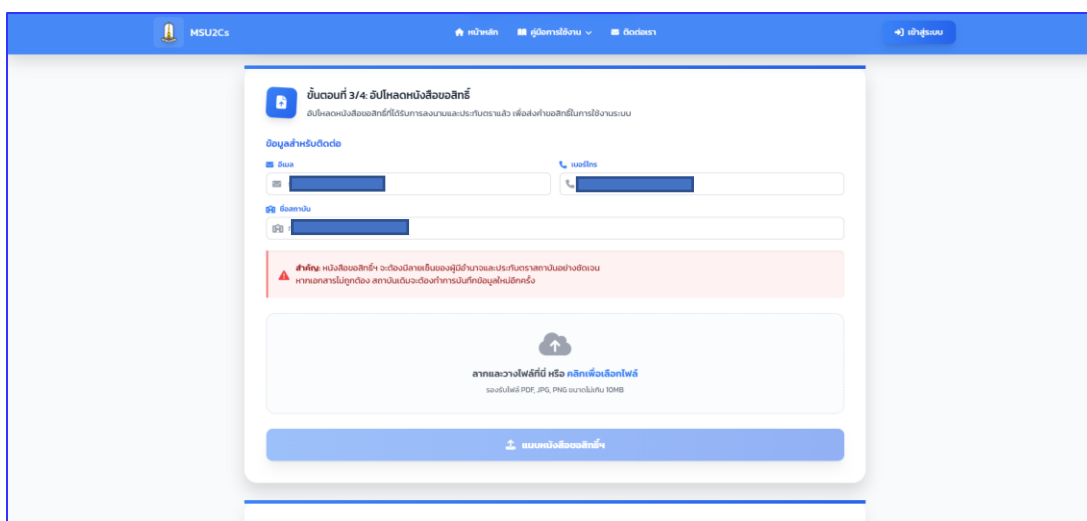 MSU2Cs
หน้าหลัก
คู่มือการใช้งาน
ติดต่อเรา
เข้าสู่ระบบ
ขั้นตอนที่ 3/4: อัปโหลดหนังสือขอสิทธิ์
อัปโหลดหนังสือขอสิทธิ์ที่ได้รับการลงนามและประทับตราแล้ว เพื่อส่งคำขอสิทธิ์ในการใช้งานระบบ
ข้อมูลสำหรับติดต่อ
อีเมล
เบอร์โทร
ชื่อสถาบัน
สำคัญ: หนังสือขอสิทธิ์ฯ จะต้องมีลายเซ็นของผู้มีอำนาจและประทับตราสถาบันอย่างชัดเจน
หากเอกสารไม่ถูกต้อง สถาบันเดิมจะต้องทำการบันทึกข้อมูลใหม่อีกครั้ง
ลากและวางไฟล์ที่นี่ หรือ คลิกเพื่อเลือกไฟล์
รองรับไฟล์ PDF, JPG, PNG ขนาดไม่เกิน 10MB
แนบหนังสือขอสิทธิ์ฯ